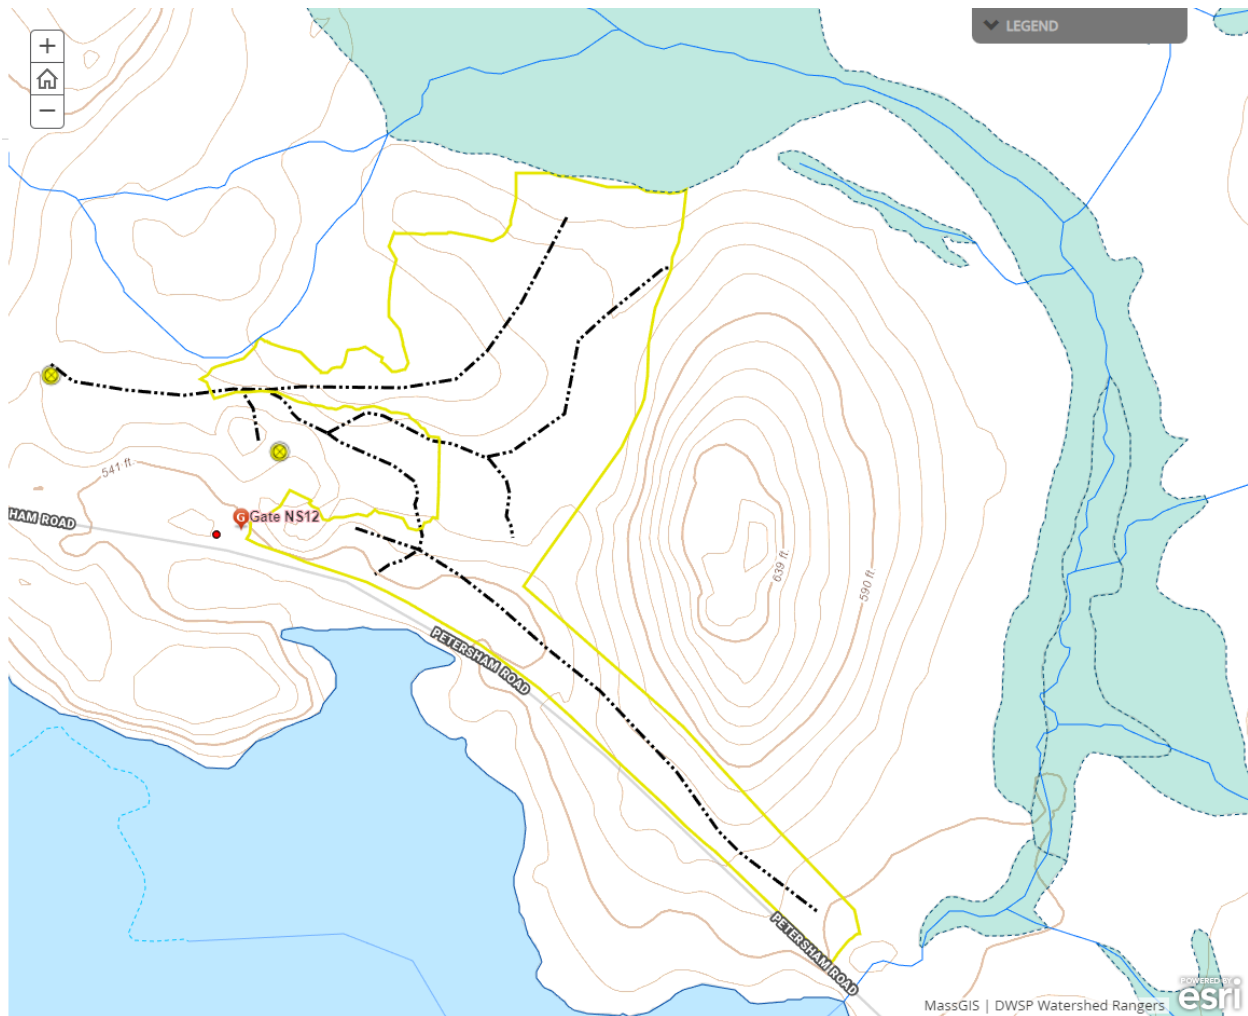 +
LEGEND
−
541 ft.
HAM ROAD
G
Gate NS12
639 ft.
590 ft.
PETERSHAM ROAD
PETERSHAM ROAD
POWERED BY
esri
MassGIS | DWSP Watershed Rangers